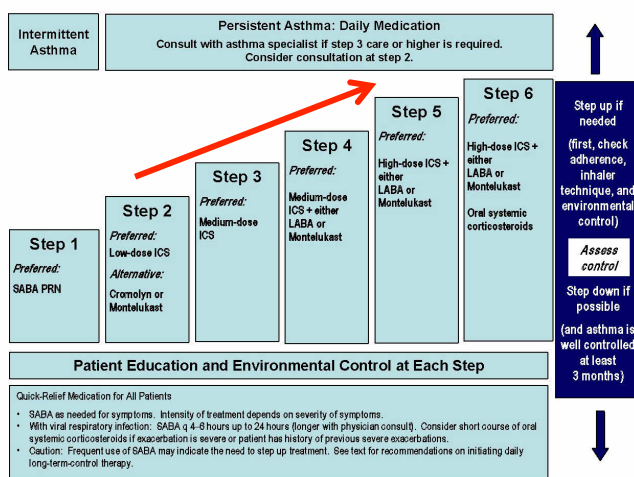 Intermittent
Asthma
Persistent Asthma: Daily Medication
Consult with asthma specialist if step 3 care or higher is required.
Consider consultation at step 2.
Step 1
Preferred:
SABA PRN
Step 2
Preferred:
Low-dose ICS
Alternative:
Cromolyn or
Montelukast
Step 3
Preferred:
Medium-dose
ICS
Step 4
Preferred:
Medium-dose
ICS + either
LABA or
Montelukast
Step 5
Preferred:
High-dose ICS +
either
LABA or
Montelukast
Step 6
Preferred:
High-dose ICS +
either
LABA or
Montelukast
Oral systemic
corticosteroids
Step up if
needed
(first, check
adherence,
inhaler
technique, and
environmental
control)
Assess
control
Step down if
possible
(and asthma is
well controlled
at least
3 months)
Patient Education and Environmental Control at Each Step
Quick-Relief Medication for All Patients
• SABA as needed for symptoms. Intensity of treatment depends on severity of symptoms.
• With viral respiratory infection: SABA q 4–6 hours up to 24 hours (longer with physician consult). Consider short course of oral
systemic corticosteroids if exacerbation is severe or patient has history of previous severe exacerbations.
• Caution: Frequent use of SABA may indicate the need to step up treatment. See text for recommendations on initiating daily
long-term-control therapy.